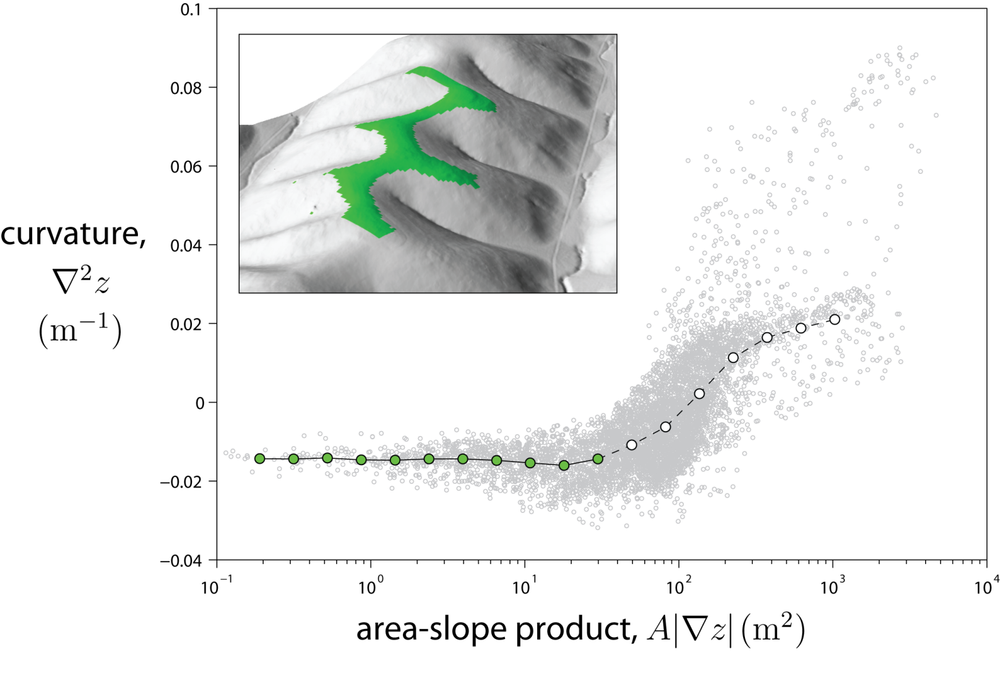 0.1
0.08
0.06
0.04
0.02
0
−0.02
−0.04
curvature,
∇²z
(m⁻¹)
10⁻¹ 10⁰ 10¹ 10² 10³ 10⁴
area-slope product, A|∇z| (m²)